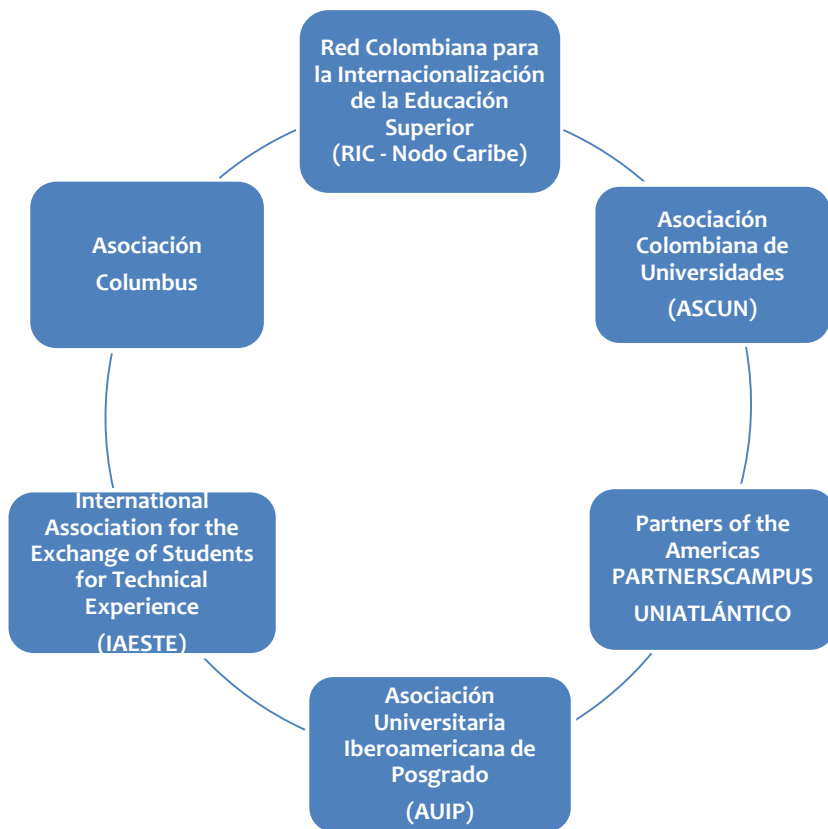 Red Colombiana para
la Internacionalización
de la Educación
Superior
(RIC - Nodo Caribe)
Asociación
Colombiana de
Universidades
(ASCUN)
Partners of the
Americas
PARTNERSCAMPUS
UNIATLÁNTICO
Asociación
Universitaria
Iberoamericana de
Posgrado
(AUIP)
International
Association for the
Exchange of Students
for Technical
Experience
(IAESTE)
Asociación
Columbus